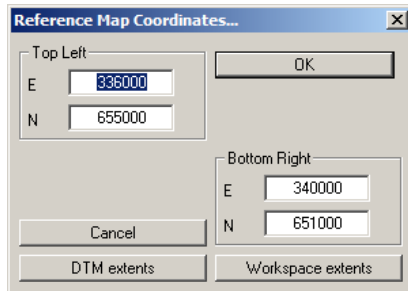 Reference Map Coordinates...
Top Left
E 336000
OK
N 655000
Bottom Right
E 340000
N 651000
Cancel
DTM extents
Workspace extents